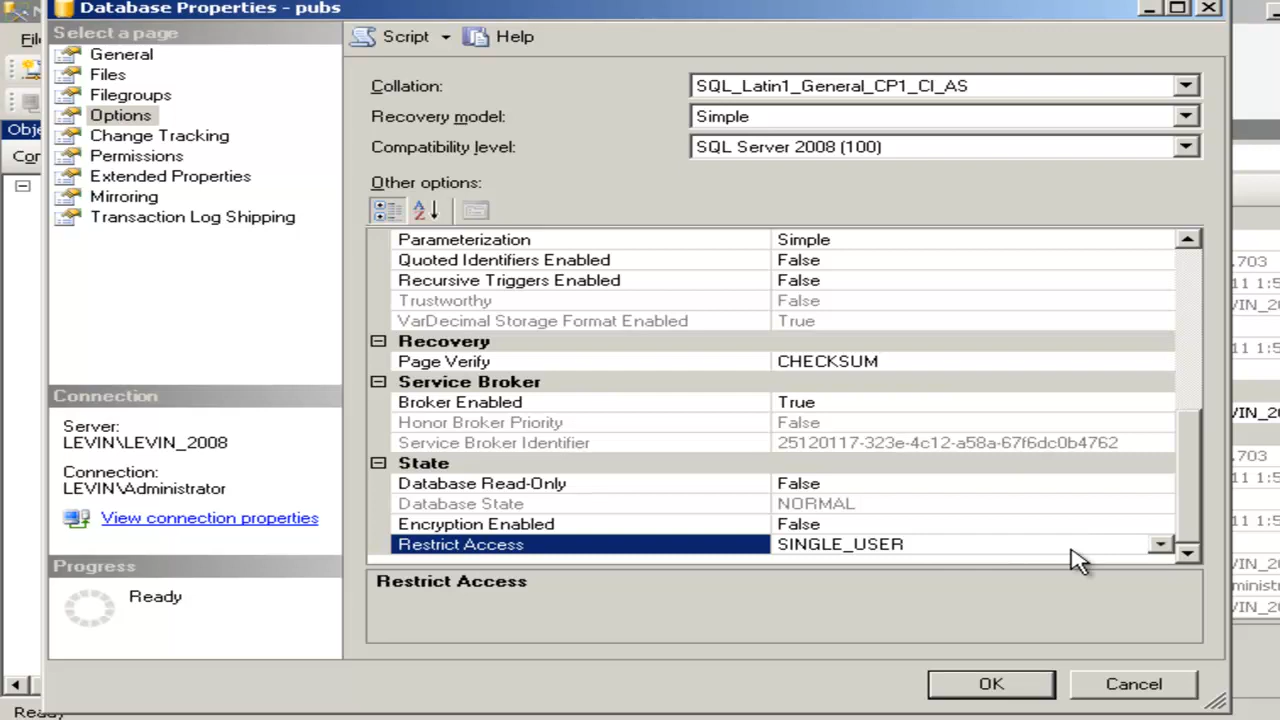 Database Properties - pubs
Select a page
General
Files
Filegroups
Options
Change Tracking
Permissions
Extended Properties
Mirroring
Transaction Log Shipping
Connection
Server:
LEVIN\LEVIN_2008
Connection:
LEVIN\Administrator
View connection properties
Progress
Ready
Script
Help
Collation:
SQL_Latin1_General_CP1_CI_AS
Recovery model:
Simple
Compatibility level:
SQL Server 2008 (100)
Other options:
Parameterization Simple
Quoted Identifiers Enabled False
Recursive Triggers Enabled False
Trustworthy False
VarDecimal Storage Format Enabled True
Recovery
Page Verify CHECKSUM
Service Broker
Broker Enabled True
Honor Broker Priority False
Service Broker Identifier 25120117-323e-4c12-a58a-67f6dc0b4762
State
Database Read-Only False
Database State NORMAL
Encryption Enabled False
Restrict Access SINGLE_USER
Restrict Access
OK
Cancel